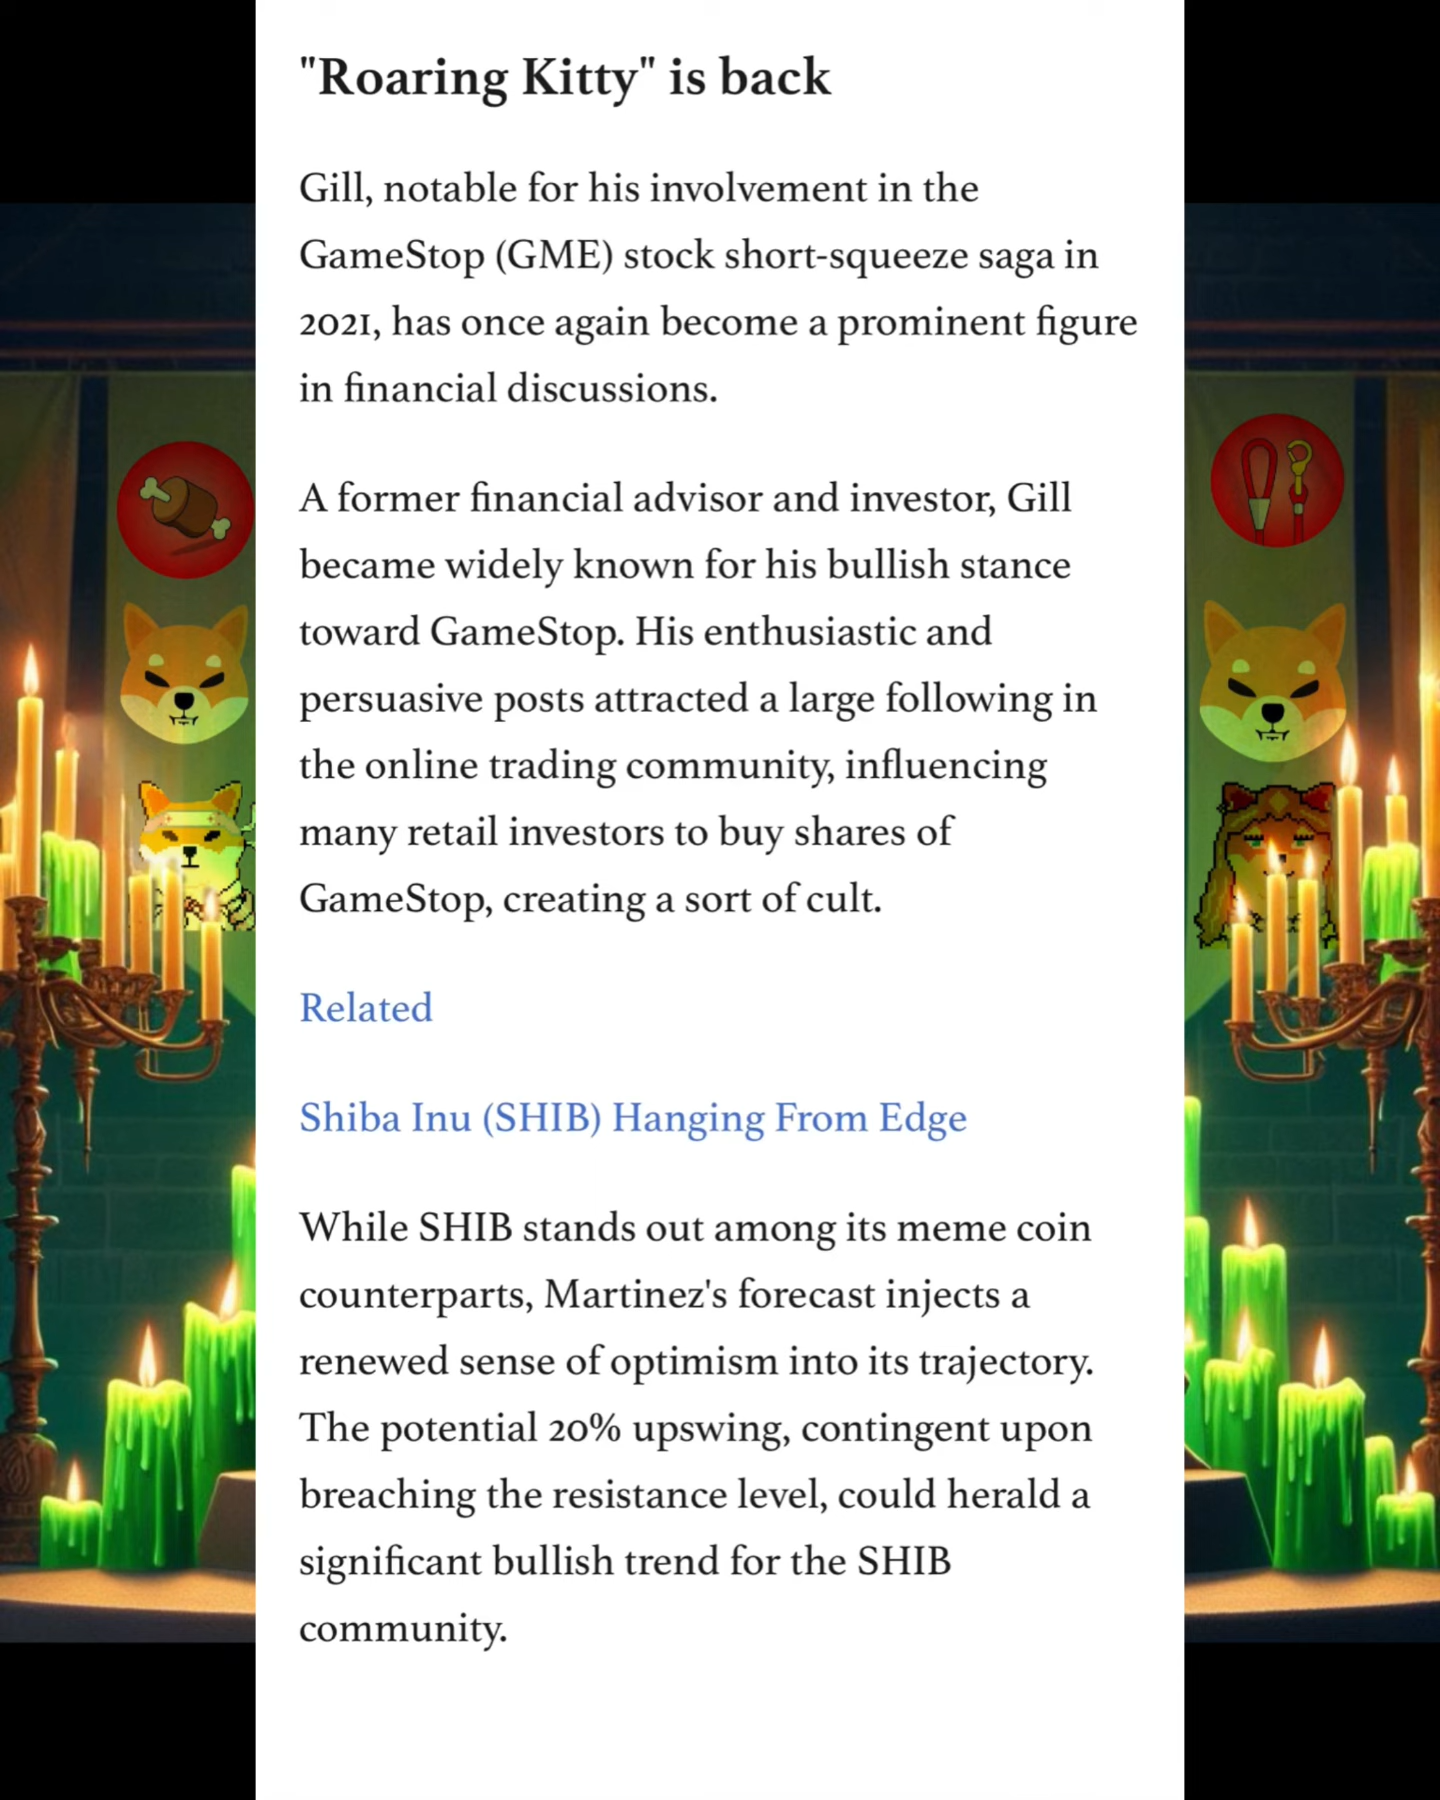 "Roaring Kitty" is back
Gill, notable for his involvement in the
GameStop (GME) stock short-squeeze saga in
2021, has once again become a prominent figure
in financial discussions.
A former financial advisor and investor, Gill
became widely known for his bullish stance
toward GameStop. His enthusiastic and
persuasive posts attracted a large following in
the online trading community, influencing
many retail investors to buy shares of
GameStop, creating a sort of cult.
Related
Shiba Inu (SHIB) Hanging From Edge
While SHIB stands out among its meme coin
counterparts, Martinez's forecast injects a
renewed sense of optimism into its trajectory.
The potential 20% upswing, contingent upon
breaching the resistance level, could herald a
significant bullish trend for the SHIB
community.